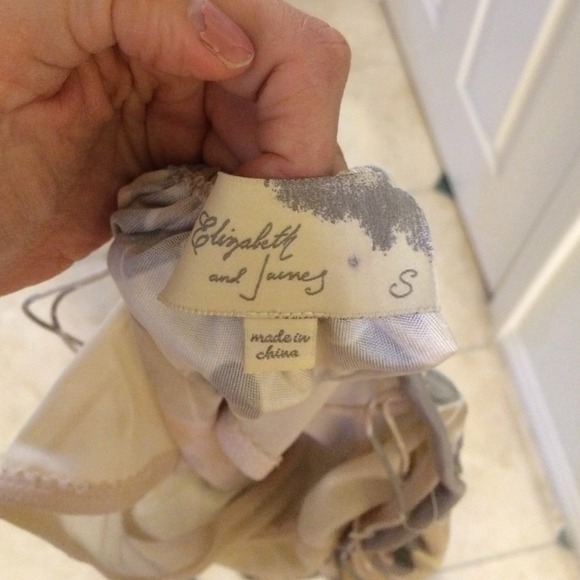 Elizabeth
and James
S
made in
china